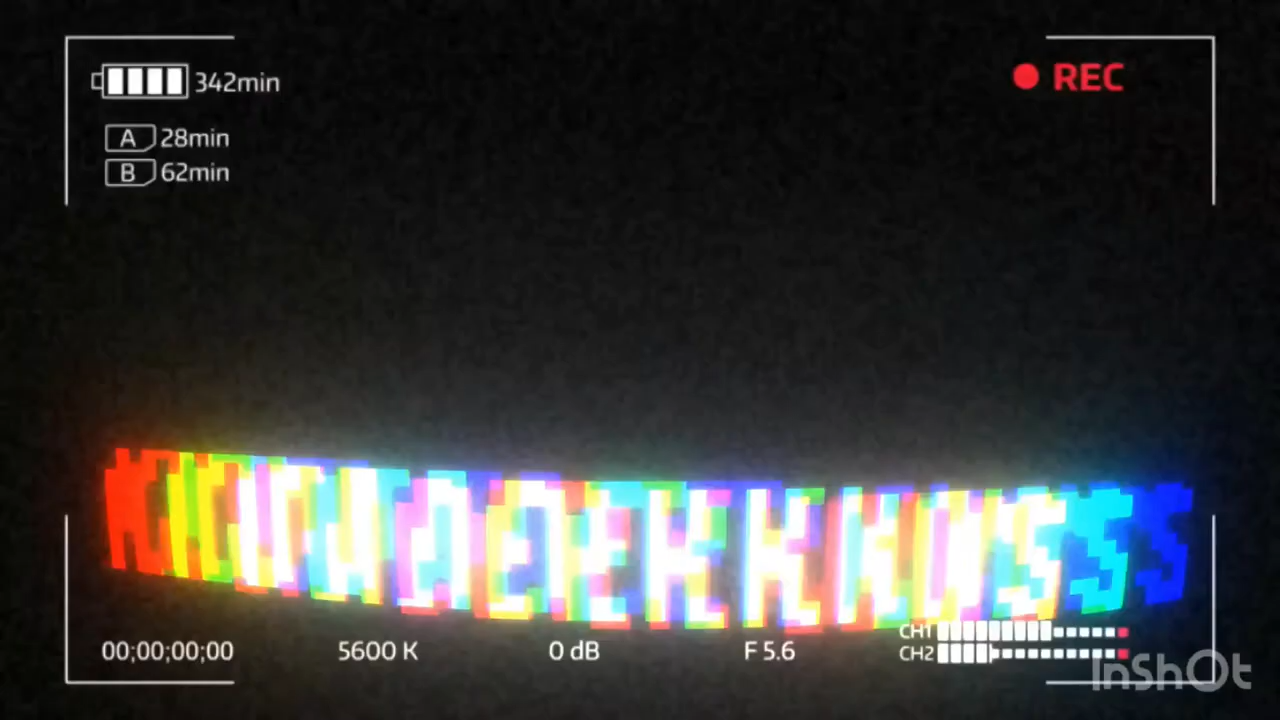 342min
REC
A 28min
B 62min
00;00;00;00
5600 K
0 dB
F 5.6
CH1
CH2
InShOt